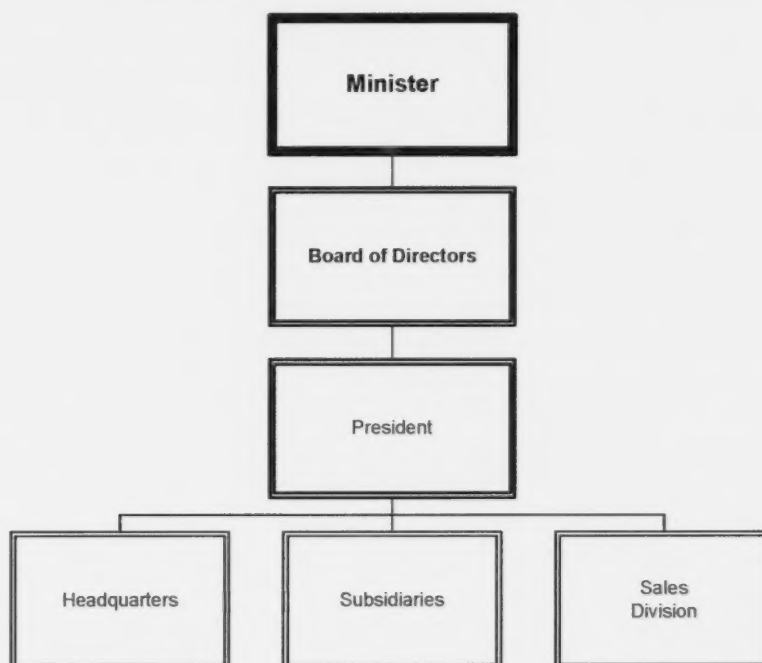 Minister
Board of Directors
President
Headquarters
Subsidiaries
Sales
Division